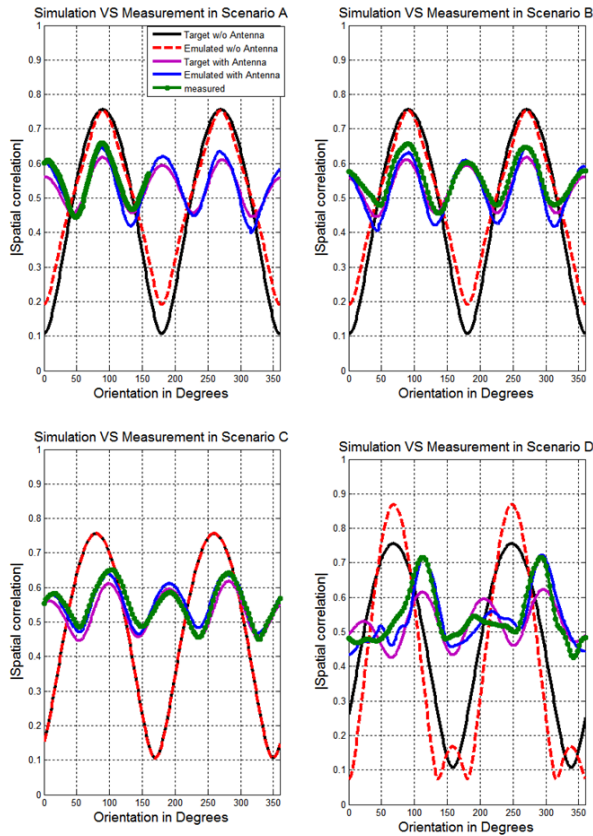 Simulation VS Measurement in Scenario A
Target w/o Antenna
Emulated w/o Antenna
Target with Antenna
Emulated with Antenna
measured
|Spatial correlation|
1
0.9
0.8
0.7
0.6
0.5
0.4
0.3
0.2
0.1
0
0 50 100 150 200 250 300 350
Orientation in Degrees
Simulation VS Measurement in Scenario B
|Spatial correlation|
1
0.9
0.8
0.7
0.6
0.5
0.4
0.3
0.2
0.1
0
0 50 100 150 200 250 300 350
Orientation in Degrees
Simulation VS Measurement in Scenario C
|Spatial correlation|
1
0.9
0.8
0.7
0.6
0.5
0.4
0.3
0.2
0.1
0
0 50 100 150 200 250 300 350
Orientation in Degrees
Simulation VS Measurement in Scenario D
|Spatial correlation|
1
0.9
0.8
0.7
0.6
0.5
0.4
0.3
0.2
0.1
0
0 50 100 150 200 250 300 350
Orientation in Degrees